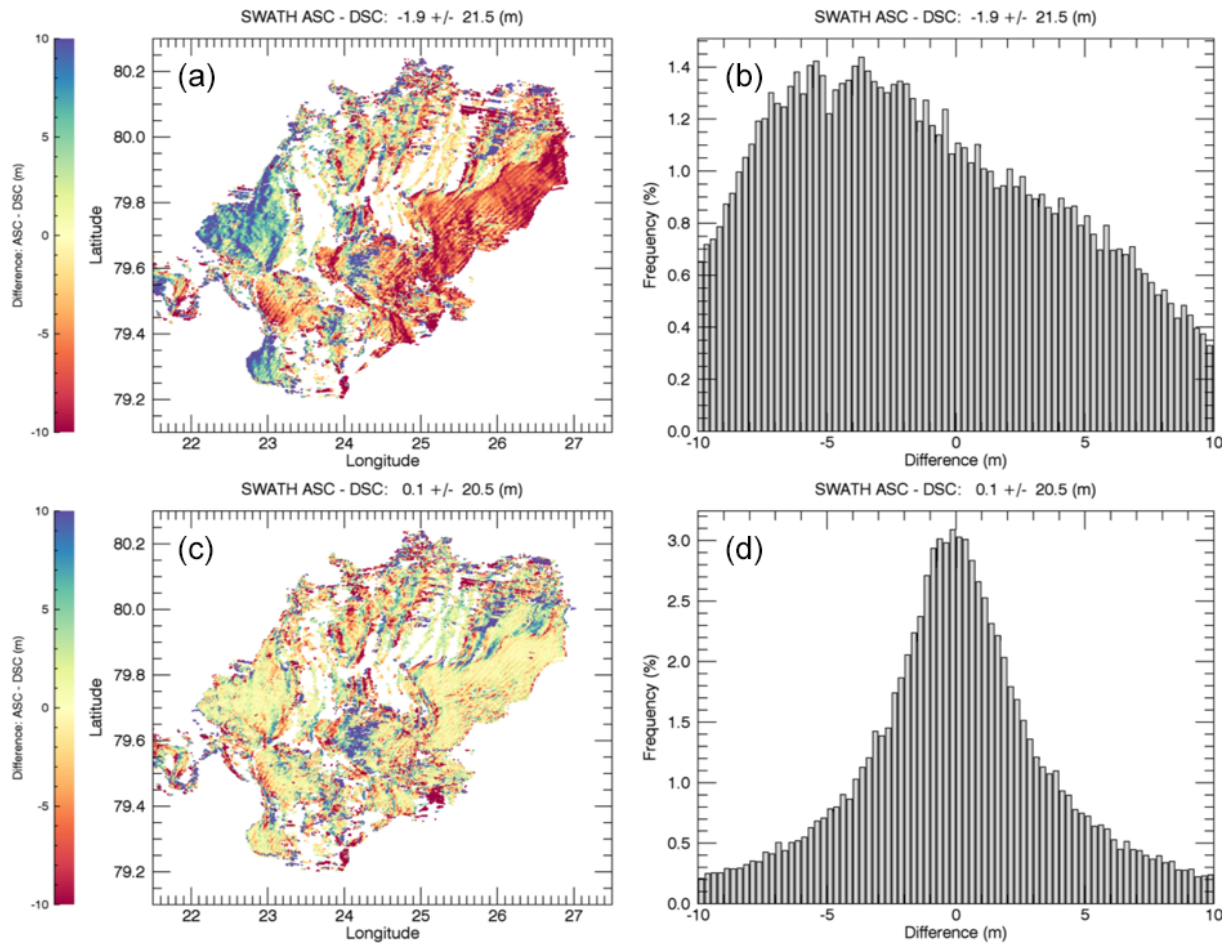 SWATH ASC - DSC: -1.9 +/- 21.5 (m)
(a)
10
5
0
-5
-10
Difference: ASC - DSC (m)
80.2
80.0
79.8
79.6
79.4
79.2
Latitude
22 23 24 25 26 27
Longitude
SWATH ASC - DSC: -1.9 +/- 21.5 (m)
(b)
1.4
1.2
1.0
0.8
0.6
0.4
0.2
0.0
Frequency (%)
-10 -5 0 5 10
Difference (m)
SWATH ASC - DSC: 0.1 +/- 20.5 (m)
(c)
10
5
0
-5
-10
Difference: ASC - DSC (m)
80.2
80.0
79.8
79.6
79.4
79.2
Latitude
22 23 24 25 26 27
Longitude
SWATH ASC - DSC: 0.1 +/- 20.5 (m)
(d)
3.0
2.5
2.0
1.5
1.0
0.5
0.0
Frequency (%)
-10 -5 0 5 10
Difference (m)